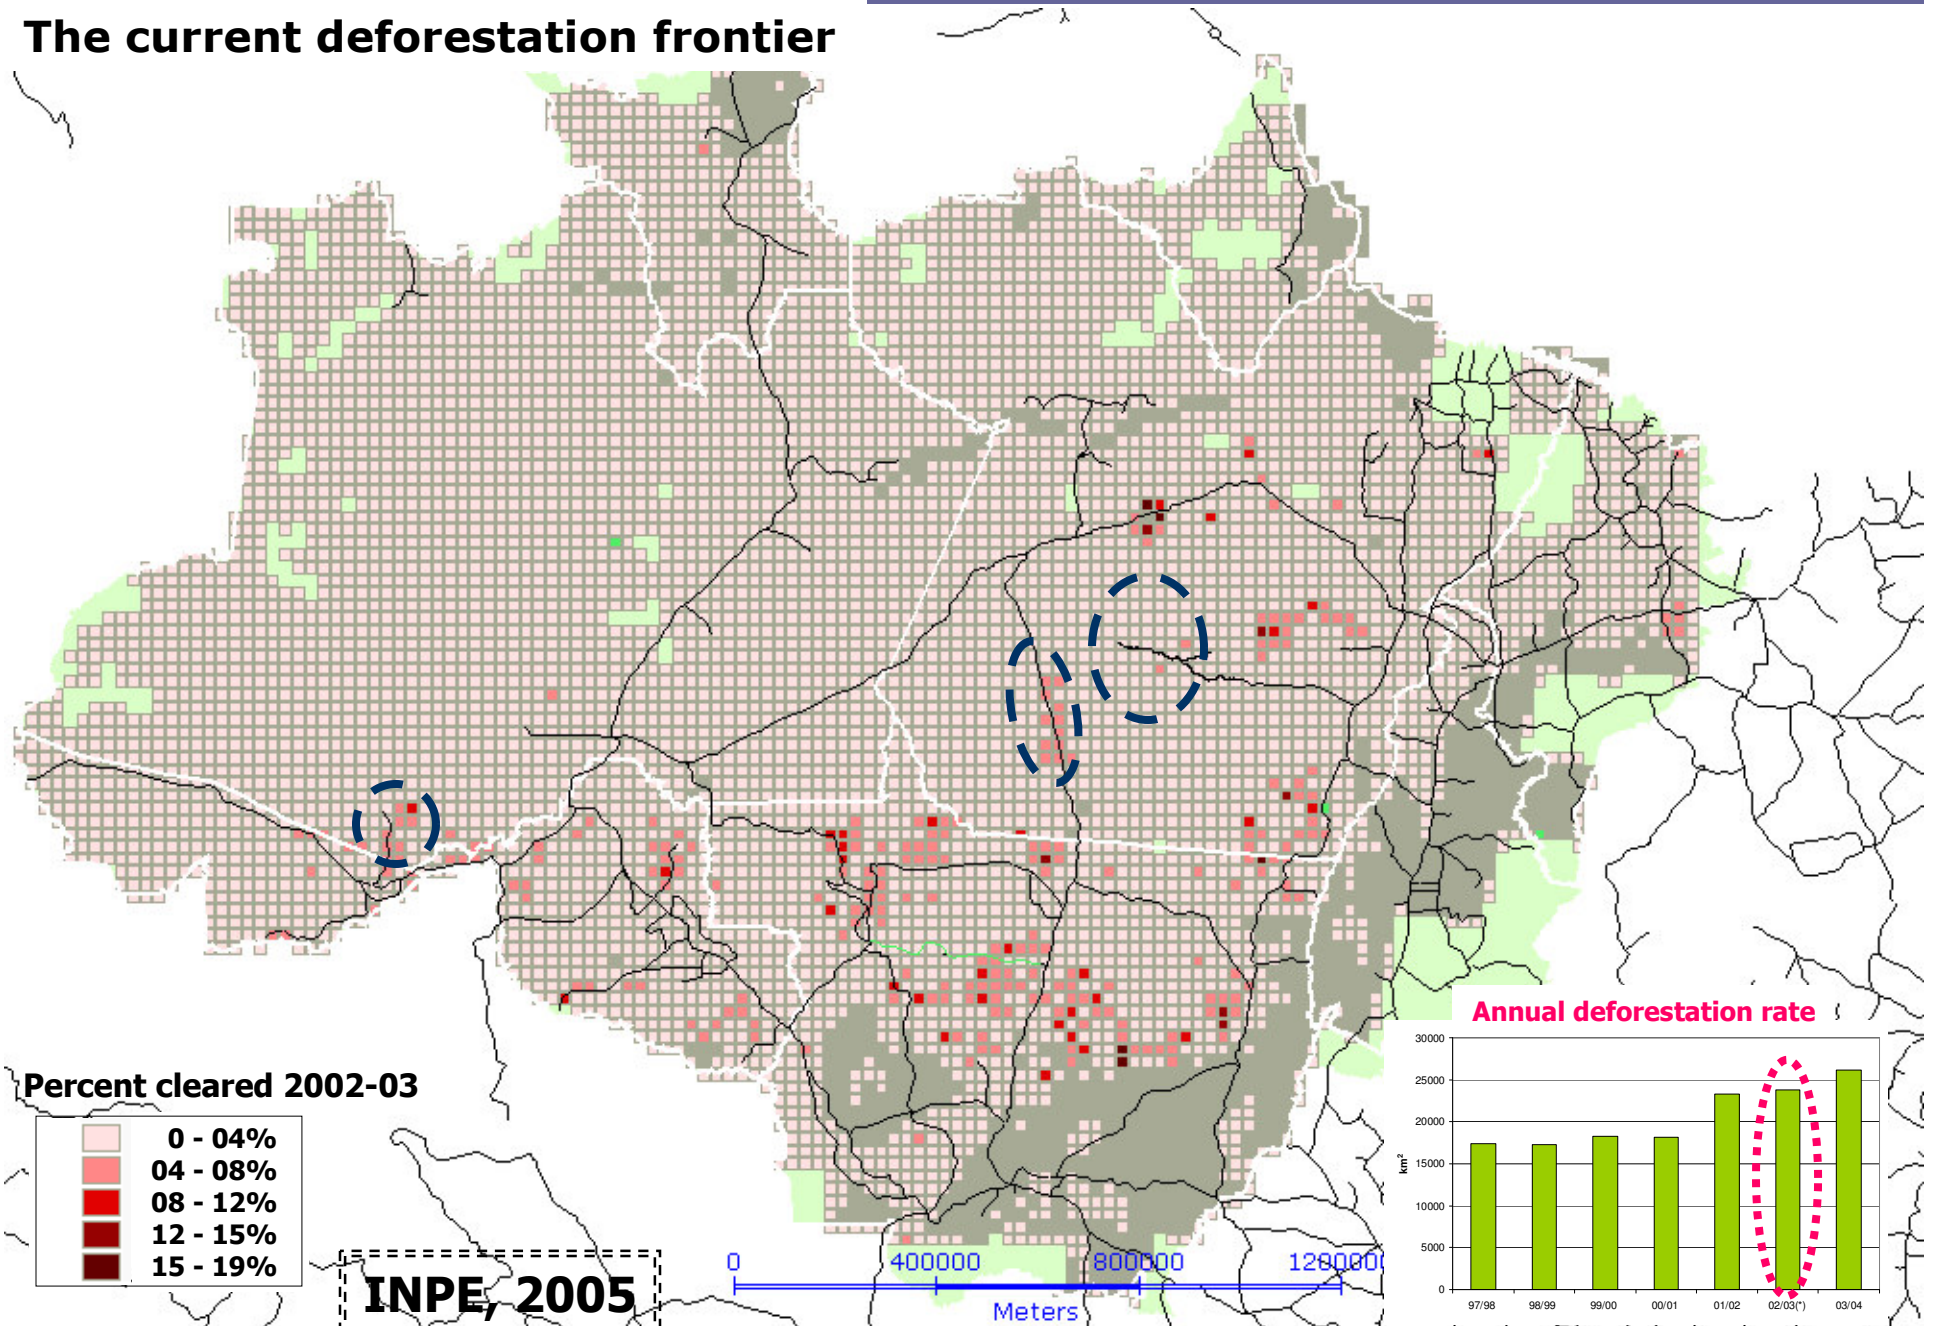 The current deforestation frontier
Percent cleared 2002-03
0 - 04%
04 - 08%
08 - 12%
12 - 15%
15 - 19%
INPE, 2005
0 400000 800000 1200000
Meters
Annual deforestation rate
30000
25000
20000
15000
10000
5000
0
km²
97/98 98/99 99/00 00/01 01/02 02/03(*) 03/04